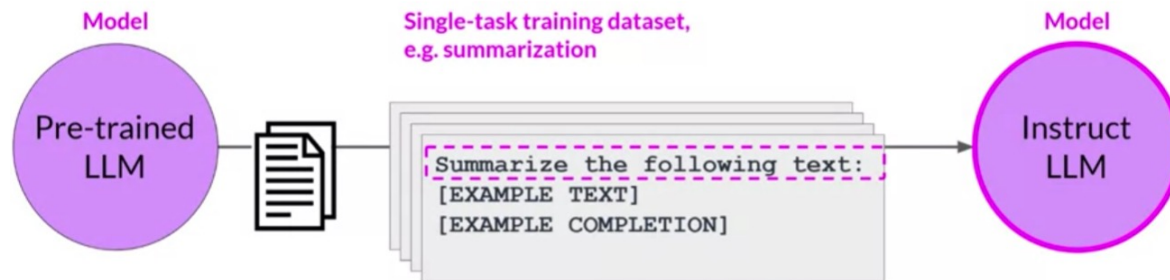 Model
Single-task training dataset,
e.g. summarization
Model
Pre-trained
LLM
Summarize the following text:
[EXAMPLE TEXT]
[EXAMPLE COMPLETION]
Instruct
LLM